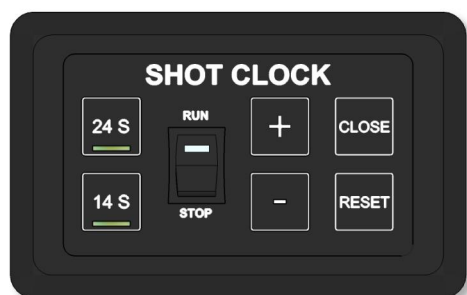 SHOT CLOCK
24 S
RUN
+
CLOSE
14 S
STOP
-
RESET